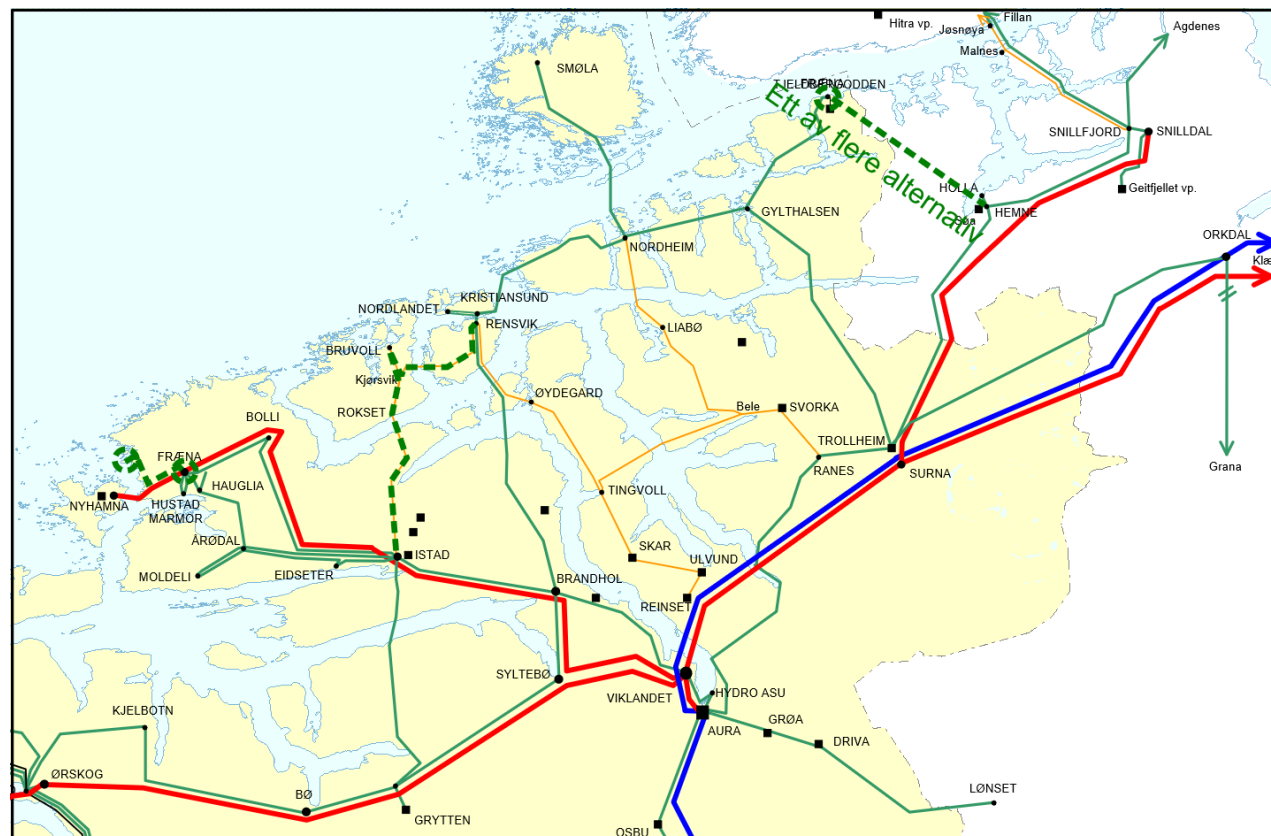 Fillan
Hitra vp.
Jøsnøya
Agdenes
Malnes
SMØLA
SNILLFJORD
SNILLDAL
Ett av flere alternativ
HOLLA
Geitfjellet vp.
HEMNE
GYLTHALSEN
ORKDAL
NORDHEIM
Klæ
KRISTIANSUND
NORDLANDET
RENSVIK
LIABØ
BRUVOLL
Kjørsvik
ØYDEGARD
ROKSET
Bele
SVORKA
BOLLI
TROLLHEIM
FRÆNA
RANES
SURNA
Grana
HAUGLIA
NYHAMNA
HUSTAD
MARMOR
TINGVOLL
ÅRØDAL
ISTAD
SKAR
ULVUND
MOLDELI
EIDSETER
BRANDHOL
REINSET
SYLTEBØ
VIKLANDET
HYDRO ASU
KJELBOTN
AURA
GRØA
DRIVA
ØRSKOG
BØ
LØNSET
GRYTTEN
OSBU